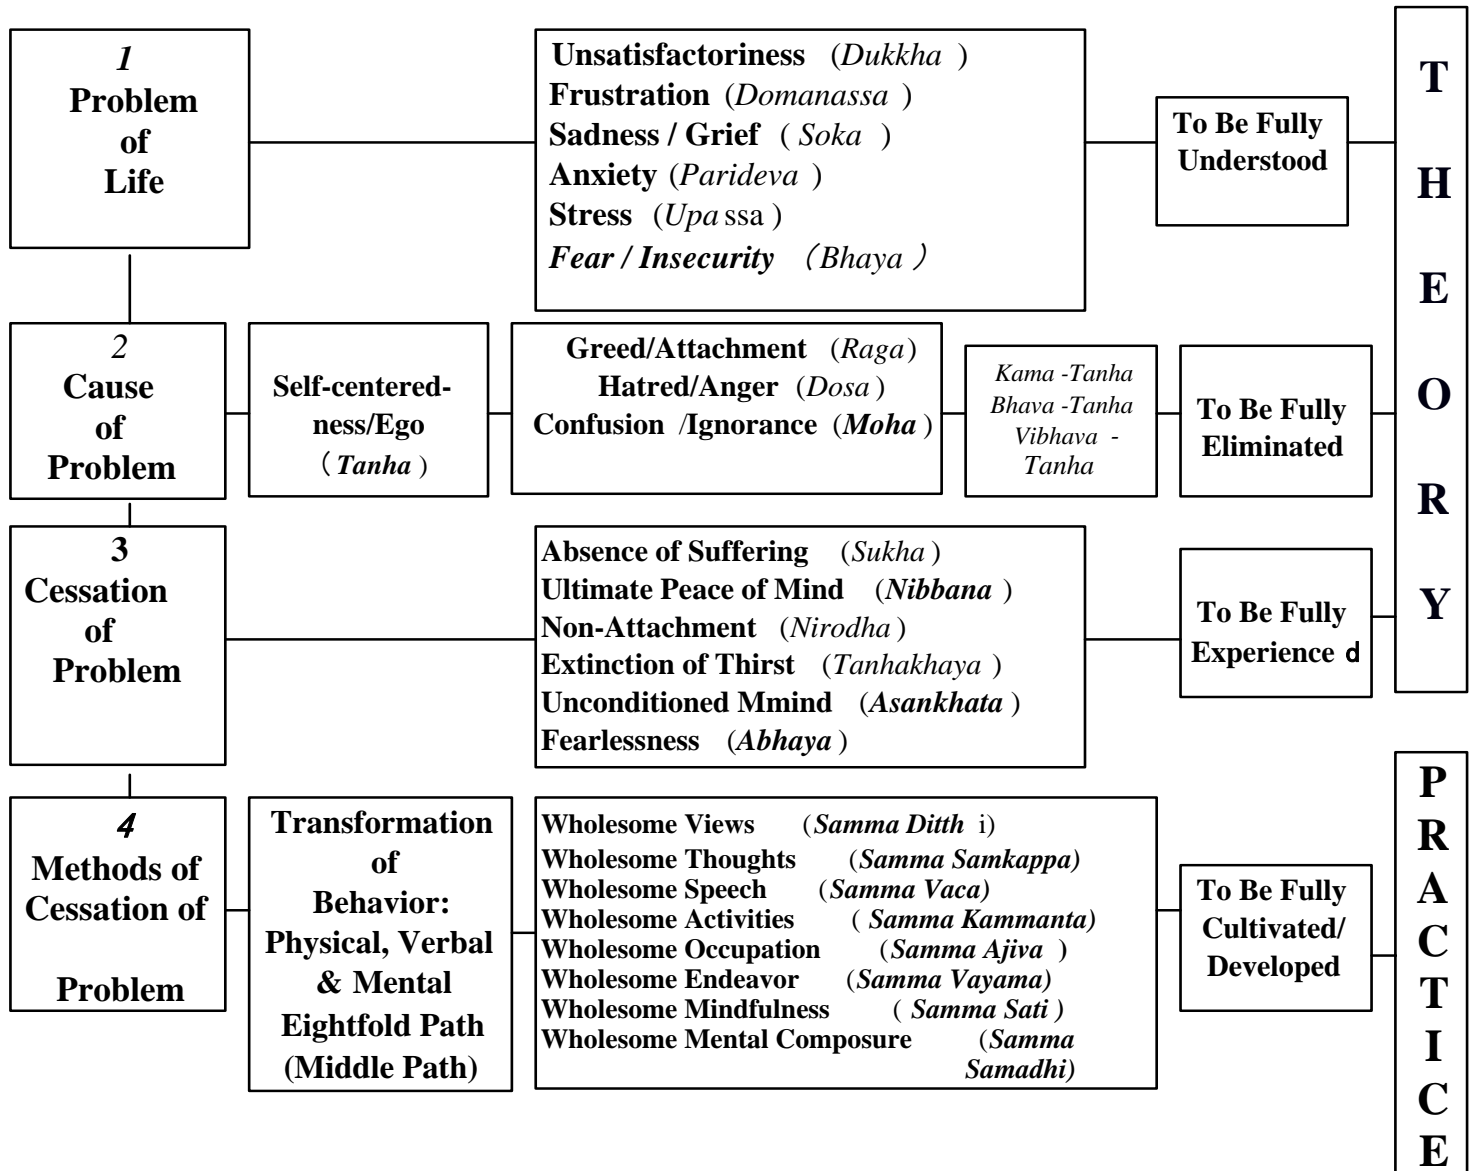 1
Problem
of
Life
Unsatisfactoriness (Dukkha )
Frustration (Domanassa )
Sadness / Grief ( Soka )
Anxiety (Parideva )
Stress (Upa ssa )
Fear / Insecurity （Bhaya ）
To Be Fully
Understood
2
Cause
of
Problem
Self-centered-
ness/Ego
（Tanha ）
Greed/Attachment (Raga)
Hatred/Anger (Dosa )
Confusion /Ignorance (Moha )
Kama -Tanha
Bhava -Tanha
Vibhava -
Tanha
To Be Fully
Eliminated
3
Cessation
of
Problem
Absence of Suffering (Sukha )
Ultimate Peace of Mind (Nibbana )
Non-Attachment (Nirodha )
Extinction of Thirst (Tanhakhaya )
Unconditioned Mmind (Asankhata )
Fearlessness (Abhaya )
To Be Fully
Experience d
T
H
E
O
R
Y
4
Methods of
Cessation of
Problem
Transformation
of
Behavior:
Physical, Verbal
& Mental
Eightfold Path
(Middle Path)
Wholesome Views (Samma Ditth i)
Wholesome Thoughts (Samma Samkappa)
Wholesome Speech (Samma Vaca)
Wholesome Activities ( Samma Kammanta)
Wholesome Occupation (Samma Ajiva )
Wholesome Endeavor (Samma Vayama)
Wholesome Mindfulness ( Samma Sati )
Wholesome Mental Composure (Samma
Samadhi)
To Be Fully
Cultivated/
Developed
P
R
A
C
T
I
C
E